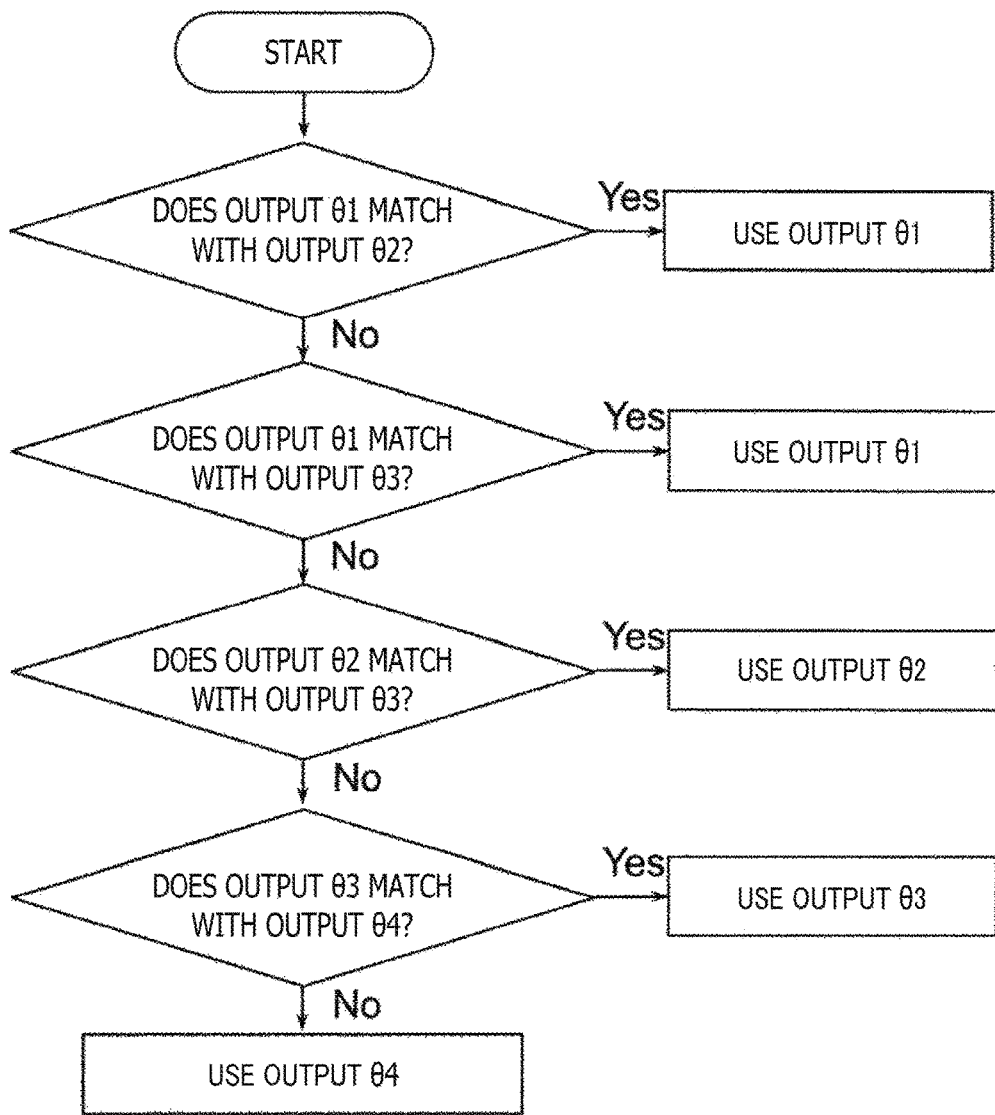 START
DOES OUTPUT θ1 MATCH
WITH OUTPUT θ2?
Yes
USE OUTPUT θ1
No
DOES OUTPUT θ1 MATCH
WITH OUTPUT θ3?
Yes
USE OUTPUT θ1
No
DOES OUTPUT θ2 MATCH
WITH OUTPUT θ3?
Yes
USE OUTPUT θ2
No
DOES OUTPUT θ3 MATCH
WITH OUTPUT θ4?
Yes
USE OUTPUT θ3
No
USE OUTPUT θ4